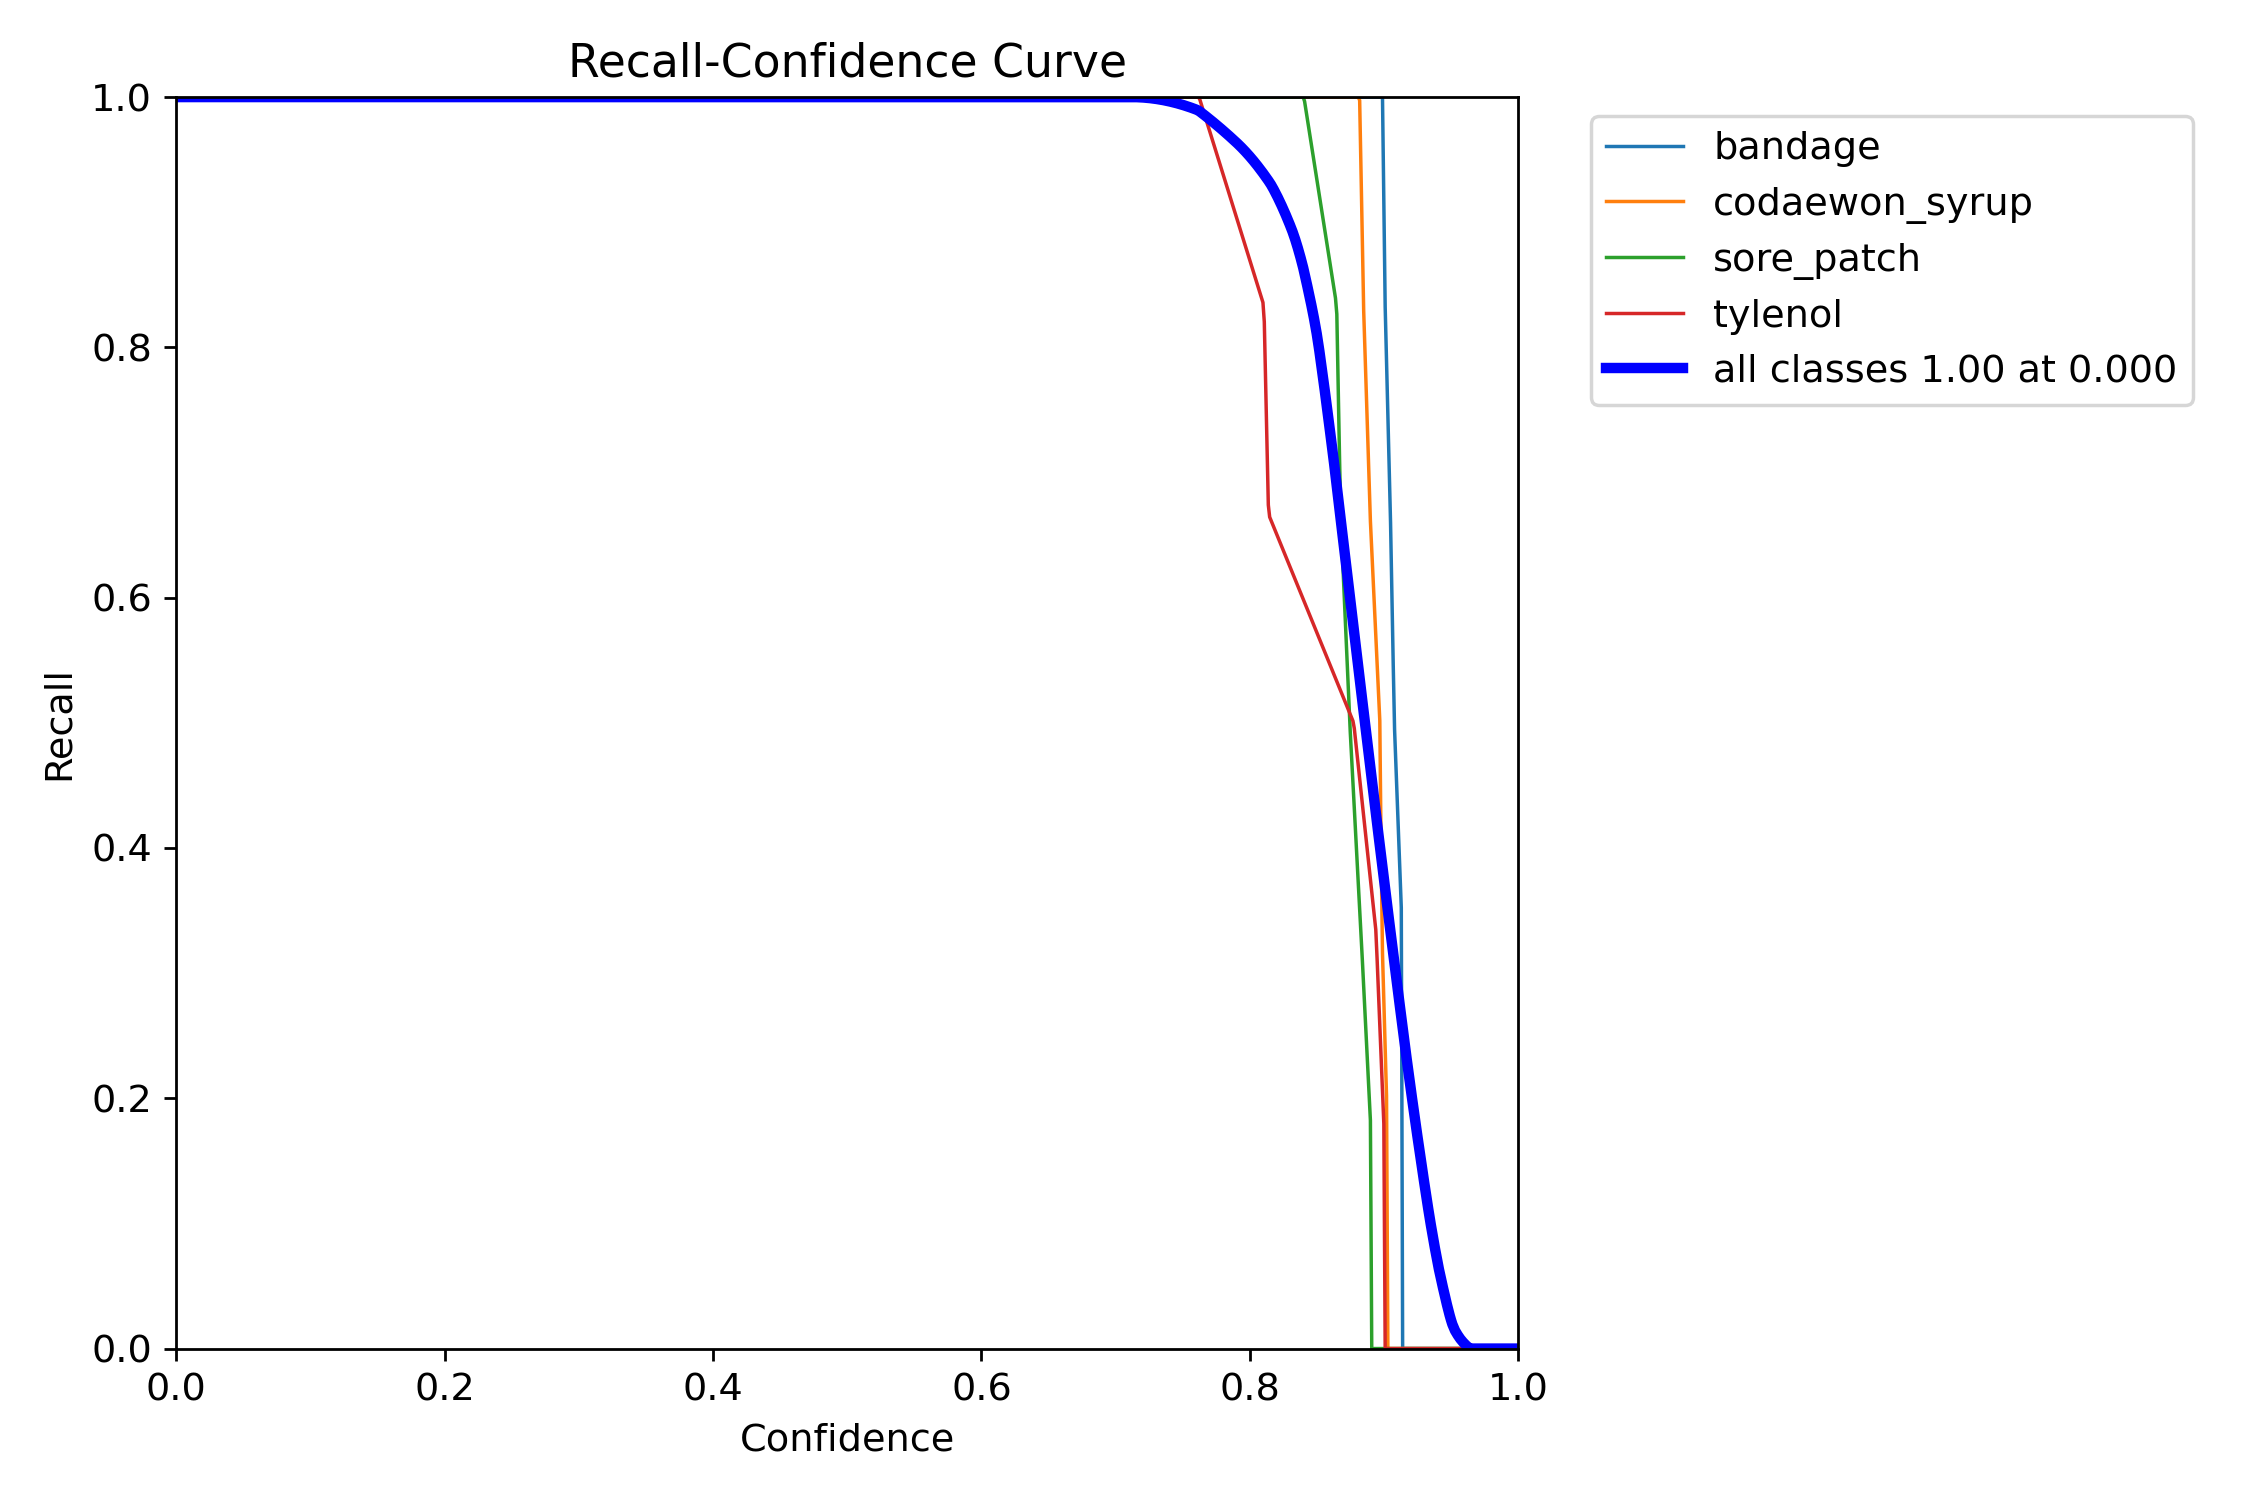 Recall-Confidence Curve
1.0
0.8
0.6
0.4
0.2
0.0
Recall
0.0 0.2 0.4 0.6 0.8 1.0
Confidence
bandage
codaewon_syrup
sore_patch
tylenol
all classes 1.00 at 0.000